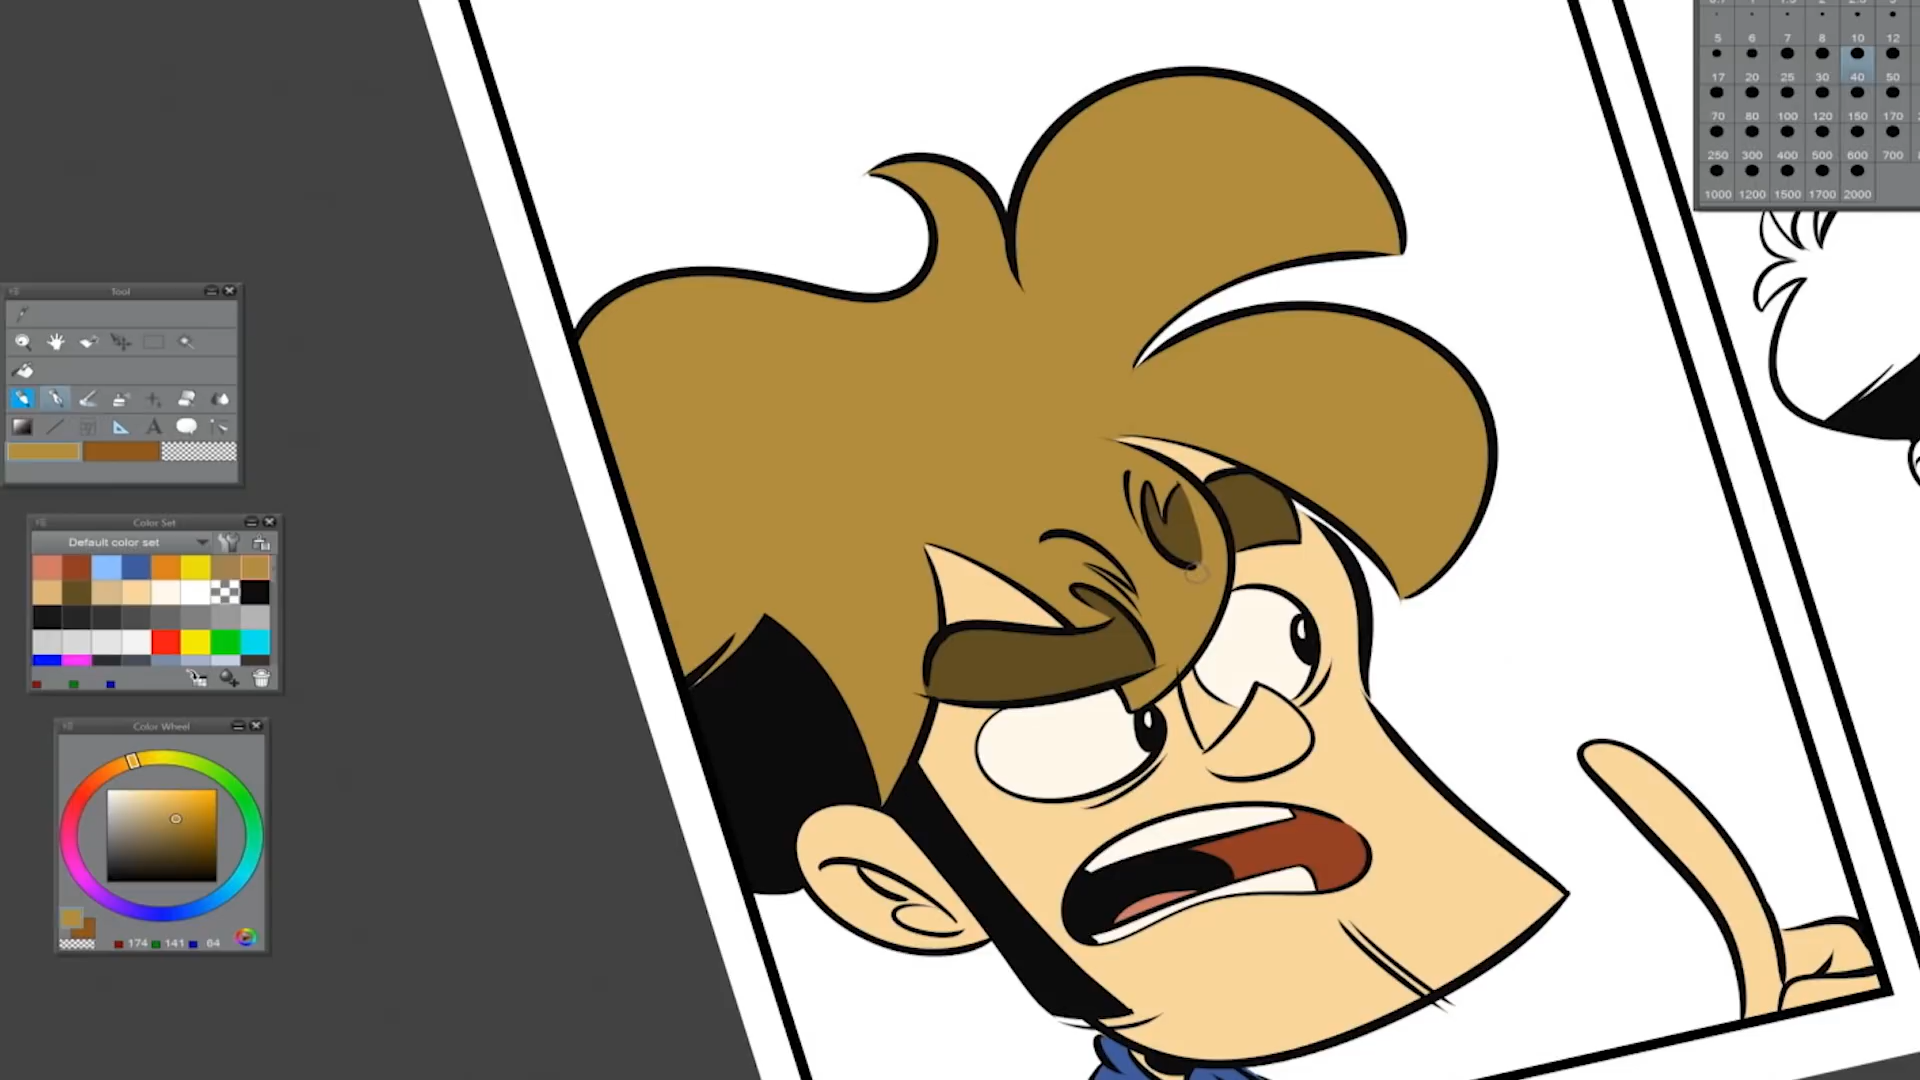 5 6 7 8 10 12
17 20 25 30 40 50
70 80 100 120 150 170
250 300 400 500 600 700
1000 1200 1500 1700 2000
Tool
A
Color Set
Default color set
Color Wheel
174 141 64